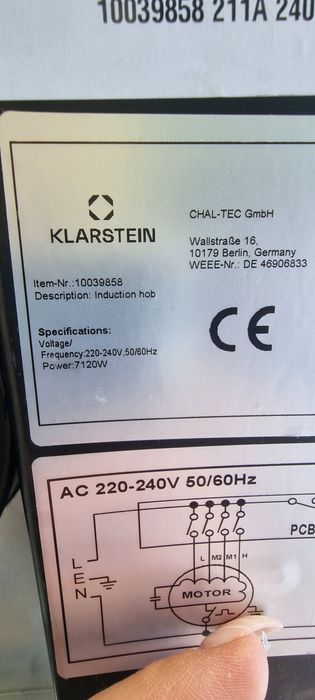 10039858 211A 240
KLARSTEIN
CHAL-TEC GmbH
Wallstraße 16,
10179 Berlin, Germany
WEEE-Nr.: DE 46906833
Item-Nr.:10039858
Description: Induction hob
Specifications:
Voltage/
Frequency:220-240V,50/60Hz
Power:7120W
CE
AC 220-240V 50/60Hz
PCB
L
E
N
L M2 M1 H
MOTOR